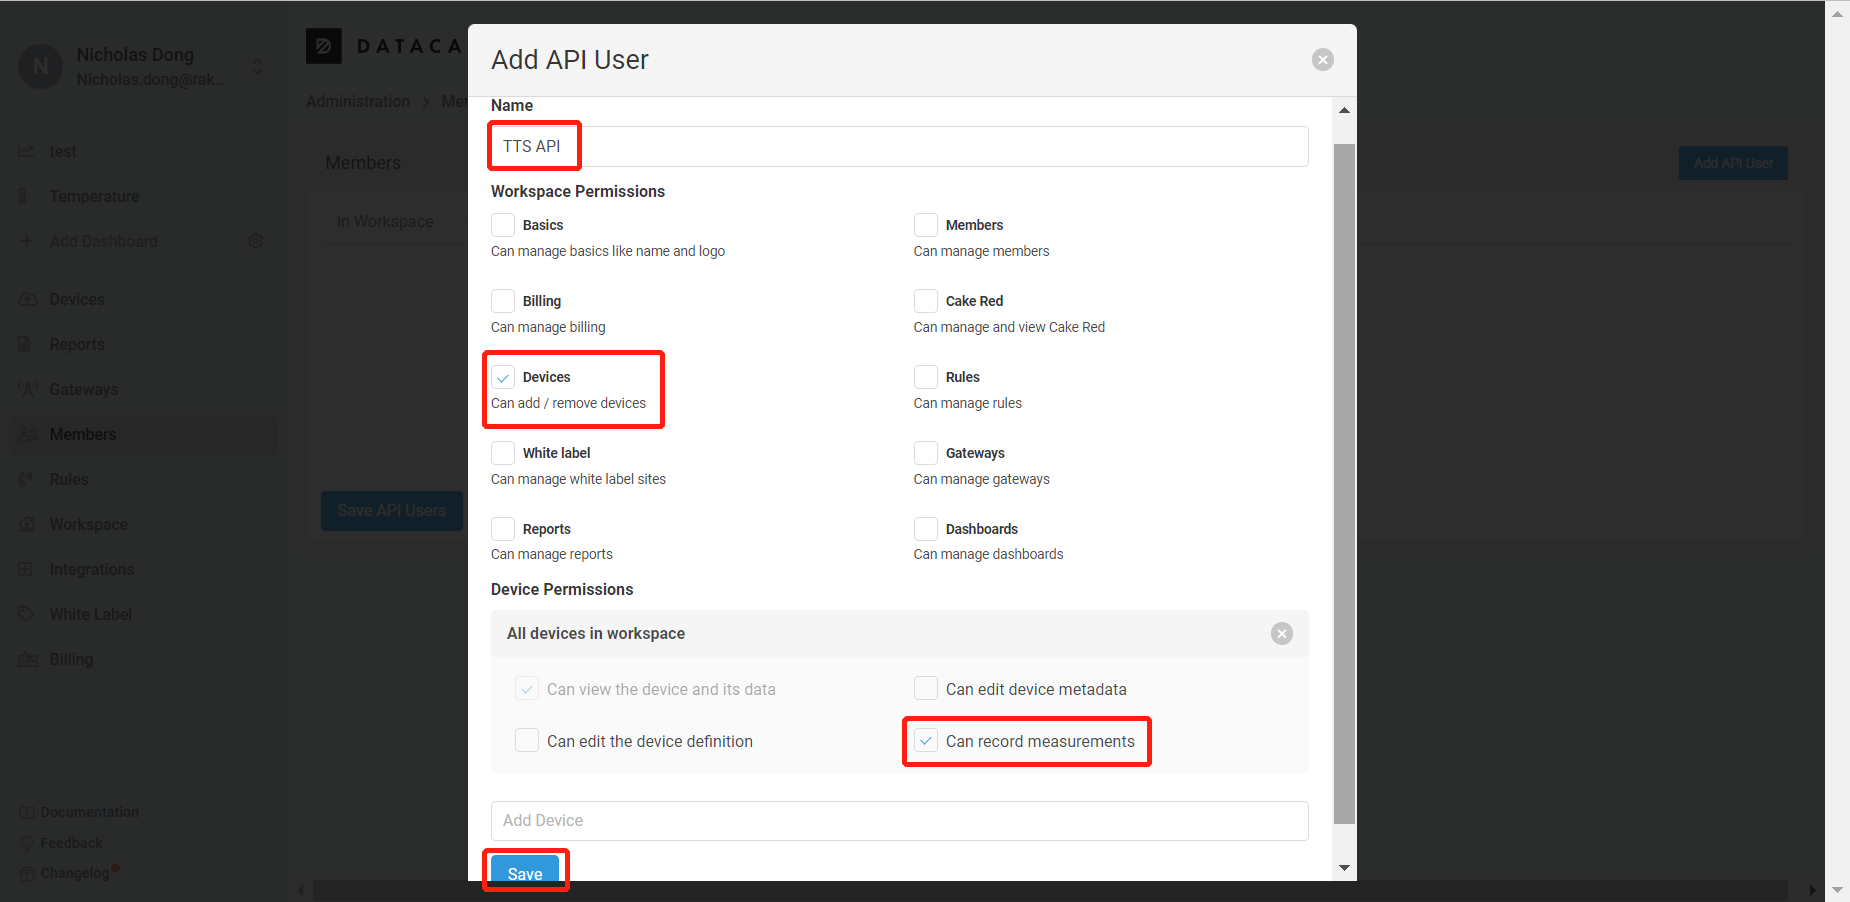 Nicholas Dong
N
Nicholas.dong@rak...
DATACA
Administration > Me
test
Temperature
Add Dashboard
Devices
Reports
Gateways
Members
Rules
Workspace
Integrations
White Label
Billing
Documentation
Feedback
Changelog
Members
Add API User
In Workspace
Save API Users
Add API User
Name
TTS API
Workspace Permissions
Basics
Can manage basics like name and logo
Members
Can manage members
Billing
Can manage billing
Cake Red
Can manage and view Cake Red
Devices
Can add / remove devices
Rules
Can manage rules
White label
Can manage white label sites
Gateways
Can manage gateways
Reports
Can manage reports
Dashboards
Can manage dashboards
Device Permissions
All devices in workspace
Can view the device and its data
Can edit device metadata
Can edit the device definition
Can record measurements
Add Device
Save